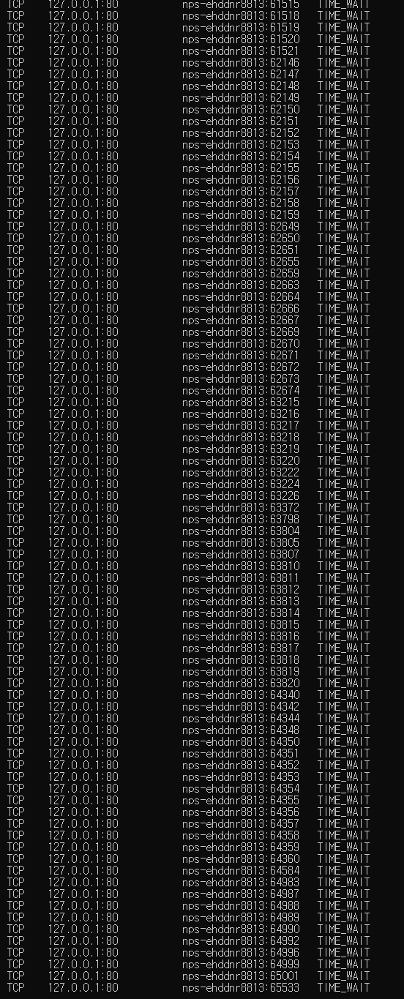 TCP 127.0.0.1:80 nps-ehddnr8813:61515 TIME_WAIT
TCP 127.0.0.1:80 nps-ehddnr8813:61518 TIME_WAIT
TCP 127.0.0.1:80 nps-ehddnr8813:61519 TIME_WAIT
TCP 127.0.0.1:80 nps-ehddnr8813:61520 TIME_WAIT
TCP 127.0.0.1:80 nps-ehddnr8813:61521 TIME_WAIT
TCP 127.0.0.1:80 nps-ehddnr8813:62146 TIME_WAIT
TCP 127.0.0.1:80 nps-ehddnr8813:62147 TIME_WAIT
TCP 127.0.0.1:80 nps-ehddnr8813:62148 TIME_WAIT
TCP 127.0.0.1:80 nps-ehddnr8813:62149 TIME_WAIT
TCP 127.0.0.1:80 nps-ehddnr8813:62150 TIME_WAIT
TCP 127.0.0.1:80 nps-ehddnr8813:62151 TIME_WAIT
TCP 127.0.0.1:80 nps-ehddnr8813:62152 TIME_WAIT
TCP 127.0.0.1:80 nps-ehddnr8813:62153 TIME_WAIT
TCP 127.0.0.1:80 nps-ehddnr8813:62154 TIME_WAIT
TCP 127.0.0.1:80 nps-ehddnr8813:62155 TIME_WAIT
TCP 127.0.0.1:80 nps-ehddnr8813:62156 TIME_WAIT
TCP 127.0.0.1:80 nps-ehddnr8813:62157 TIME_WAIT
TCP 127.0.0.1:80 nps-ehddnr8813:62158 TIME_WAIT
TCP 127.0.0.1:80 nps-ehddnr8813:62159 TIME_WAIT
TCP 127.0.0.1:80 nps-ehddnr8813:62649 TIME_WAIT
TCP 127.0.0.1:80 nps-ehddnr8813:62650 TIME_WAIT
TCP 127.0.0.1:80 nps-ehddnr8813:62651 TIME_WAIT
TCP 127.0.0.1:80 nps-ehddnr8813:62655 TIME_WAIT
TCP 127.0.0.1:80 nps-ehddnr8813:62659 TIME_WAIT
TCP 127.0.0.1:80 nps-ehddnr8813:62663 TIME_WAIT
TCP 127.0.0.1:80 nps-ehddnr8813:62664 TIME_WAIT
TCP 127.0.0.1:80 nps-ehddnr8813:62666 TIME_WAIT
TCP 127.0.0.1:80 nps-ehddnr8813:62667 TIME_WAIT
TCP 127.0.0.1:80 nps-ehddnr8813:62669 TIME_WAIT
TCP 127.0.0.1:80 nps-ehddnr8813:62670 TIME_WAIT
TCP 127.0.0.1:80 nps-ehddnr8813:62671 TIME_WAIT
TCP 127.0.0.1:80 nps-ehddnr8813:62672 TIME_WAIT
TCP 127.0.0.1:80 nps-ehddnr8813:62673 TIME_WAIT
TCP 127.0.0.1:80 nps-ehddnr8813:62674 TIME_WAIT
TCP 127.0.0.1:80 nps-ehddnr8813:63215 TIME_WAIT
TCP 127.0.0.1:80 nps-ehddnr8813:63216 TIME_WAIT
TCP 127.0.0.1:80 nps-ehddnr8813:63217 TIME_WAIT
TCP 127.0.0.1:80 nps-ehddnr8813:63218 TIME_WAIT
TCP 127.0.0.1:80 nps-ehddnr8813:63219 TIME_WAIT
TCP 127.0.0.1:80 nps-ehddnr8813:63220 TIME_WAIT
TCP 127.0.0.1:80 nps-ehddnr8813:63222 TIME_WAIT
TCP 127.0.0.1:80 nps-ehddnr8813:63224 TIME_WAIT
TCP 127.0.0.1:80 nps-ehddnr8813:63226 TIME_WAIT
TCP 127.0.0.1:80 nps-ehddnr8813:63372 TIME_WAIT
TCP 127.0.0.1:80 nps-ehddnr8813:63798 TIME_WAIT
TCP 127.0.0.1:80 nps-ehddnr8813:63804 TIME_WAIT
TCP 127.0.0.1:80 nps-ehddnr8813:63805 TIME_WAIT
TCP 127.0.0.1:80 nps-ehddnr8813:63807 TIME_WAIT
TCP 127.0.0.1:80 nps-ehddnr8813:63810 TIME_WAIT
TCP 127.0.0.1:80 nps-ehddnr8813:63811 TIME_WAIT
TCP 127.0.0.1:80 nps-ehddnr8813:63812 TIME_WAIT
TCP 127.0.0.1:80 nps-ehddnr8813:63813 TIME_WAIT
TCP 127.0.0.1:80 nps-ehddnr8813:63814 TIME_WAIT
TCP 127.0.0.1:80 nps-ehddnr8813:63815 TIME_WAIT
TCP 127.0.0.1:80 nps-ehddnr8813:63816 TIME_WAIT
TCP 127.0.0.1:80 nps-ehddnr8813:63817 TIME_WAIT
TCP 127.0.0.1:80 nps-ehddnr8813:63818 TIME_WAIT
TCP 127.0.0.1:80 nps-ehddnr8813:63819 TIME_WAIT
TCP 127.0.0.1:80 nps-ehddnr8813:63820 TIME_WAIT
TCP 127.0.0.1:80 nps-ehddnr8813:64340 TIME_WAIT
TCP 127.0.0.1:80 nps-ehddnr8813:64342 TIME_WAIT
TCP 127.0.0.1:80 nps-ehddnr8813:64344 TIME_WAIT
TCP 127.0.0.1:80 nps-ehddnr8813:64348 TIME_WAIT
TCP 127.0.0.1:80 nps-ehddnr8813:64350 TIME_WAIT
TCP 127.0.0.1:80 nps-ehddnr8813:64351 TIME_WAIT
TCP 127.0.0.1:80 nps-ehddnr8813:64352 TIME_WAIT
TCP 127.0.0.1:80 nps-ehddnr8813:64353 TIME_WAIT
TCP 127.0.0.1:80 nps-ehddnr8813:64354 TIME_WAIT
TCP 127.0.0.1:80 nps-ehddnr8813:64355 TIME_WAIT
TCP 127.0.0.1:80 nps-ehddnr8813:64356 TIME_WAIT
TCP 127.0.0.1:80 nps-ehddnr8813:64357 TIME_WAIT
TCP 127.0.0.1:80 nps-ehddnr8813:64358 TIME_WAIT
TCP 127.0.0.1:80 nps-ehddnr8813:64359 TIME_WAIT
TCP 127.0.0.1:80 nps-ehddnr8813:64360 TIME_WAIT
TCP 127.0.0.1:80 nps-ehddnr8813:64584 TIME_WAIT
TCP 127.0.0.1:80 nps-ehddnr8813:64983 TIME_WAIT
TCP 127.0.0.1:80 nps-ehddnr8813:64987 TIME_WAIT
TCP 127.0.0.1:80 nps-ehddnr8813:64988 TIME_WAIT
TCP 127.0.0.1:80 nps-ehddnr8813:64989 TIME_WAIT
TCP 127.0.0.1:80 nps-ehddnr8813:64990 TIME_WAIT
TCP 127.0.0.1:80 nps-ehddnr8813:64992 TIME_WAIT
TCP 127.0.0.1:80 nps-ehddnr8813:64996 TIME_WAIT
TCP 127.0.0.1:80 nps-ehddnr8813:64999 TIME_WAIT
TCP 127.0.0.1:80 nps-ehddnr8813:65001 TIME_WAIT
TCP 127.0.0.1:80 nps-ehddnr8813:65533 TIME_WAIT